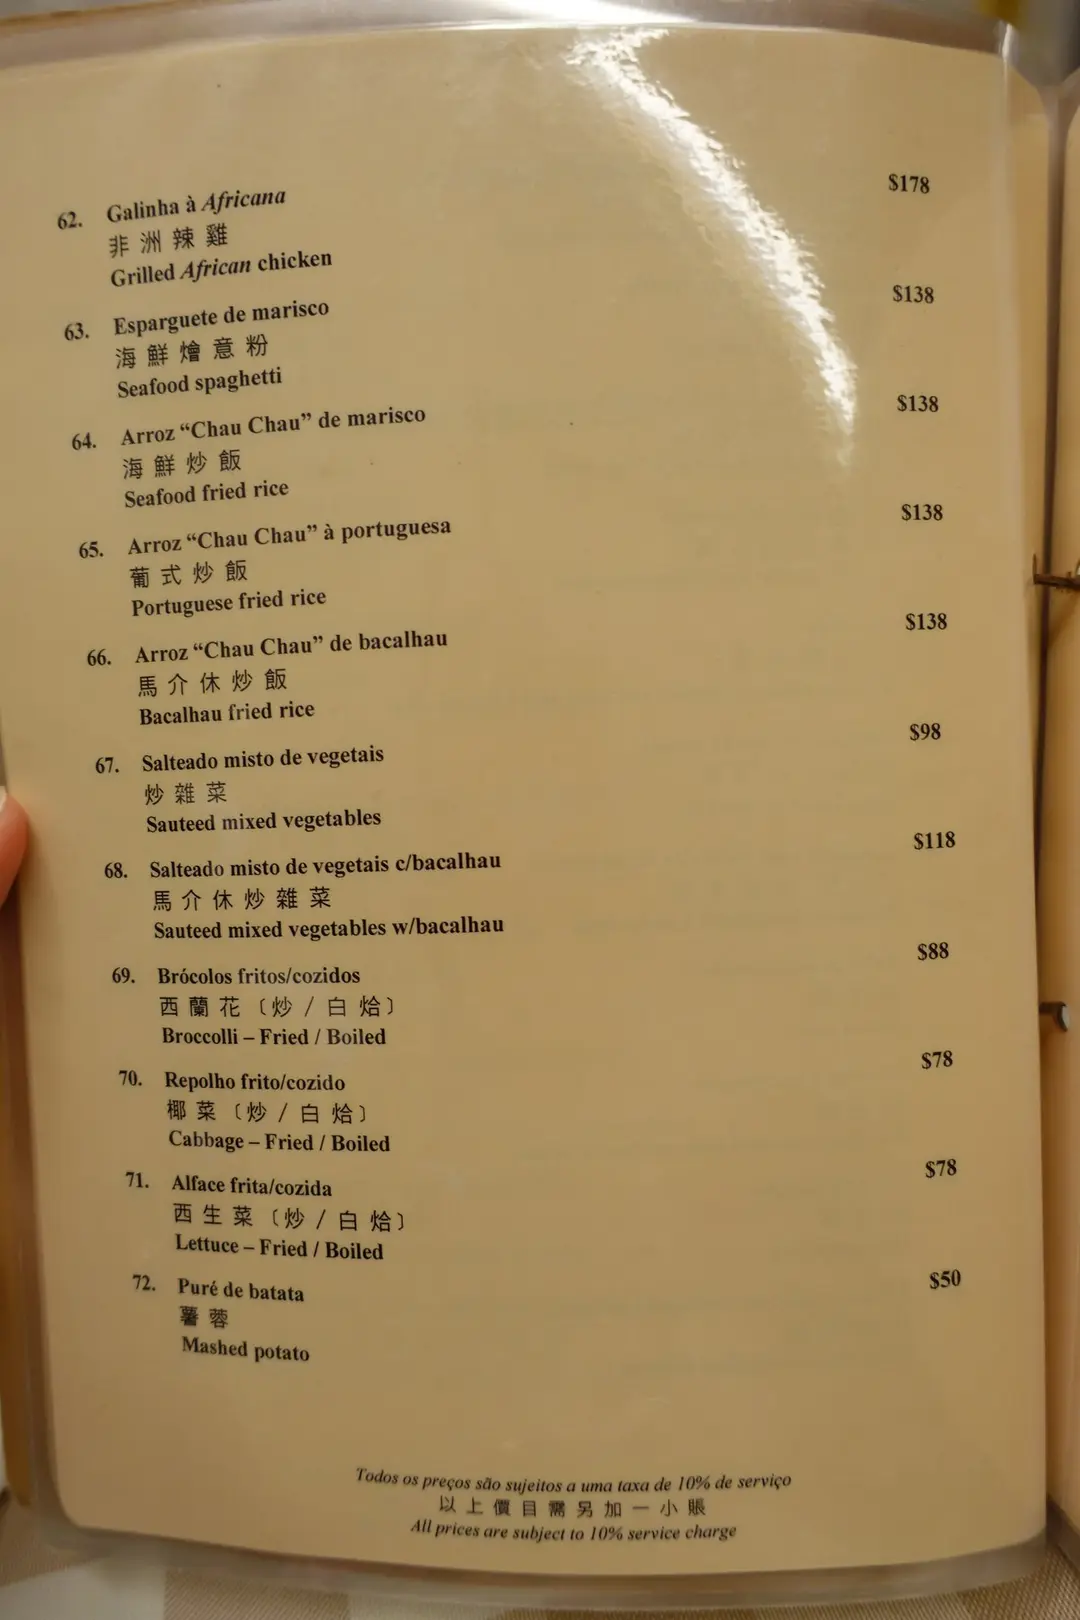 62. Galinha à Africana $178
非洲辣雞
Grilled African chicken
63. Esparguete de marisco $138
海鮮燴意粉
Seafood spaghetti
64. Arroz “Chau Chau” de marisco $138
海鮮炒飯
Seafood fried rice
65. Arroz “Chau Chau” à portuguesa $138
葡式炒飯
Portuguese fried rice
66. Arroz “Chau Chau” de bacalhau $138
馬介休炒飯
Bacalhau fried rice
67. Salteado misto de vegetais $98
炒雜菜
Sauteed mixed vegetables
68. Salteado misto de vegetais c/bacalhau $118
馬介休炒雜菜
Sauteed mixed vegetables w/bacalhau
69. Brócolos fritos/cozidos $88
西蘭花〔炒 / 白烚〕
Broccolli – Fried / Boiled
70. Repolho frito/cozido $78
椰菜〔炒 / 白烚〕
Cabbage – Fried / Boiled
71. Alface frita/cozida $78
西生菜〔炒 / 白烚〕
Lettuce – Fried / Boiled
72. Puré de batata $50
薯蓉
Mashed potato
Todos os preços são sujeitos a uma taxa de 10% de serviço
以上價目需另加一小賬
All prices are subject to 10% service charge